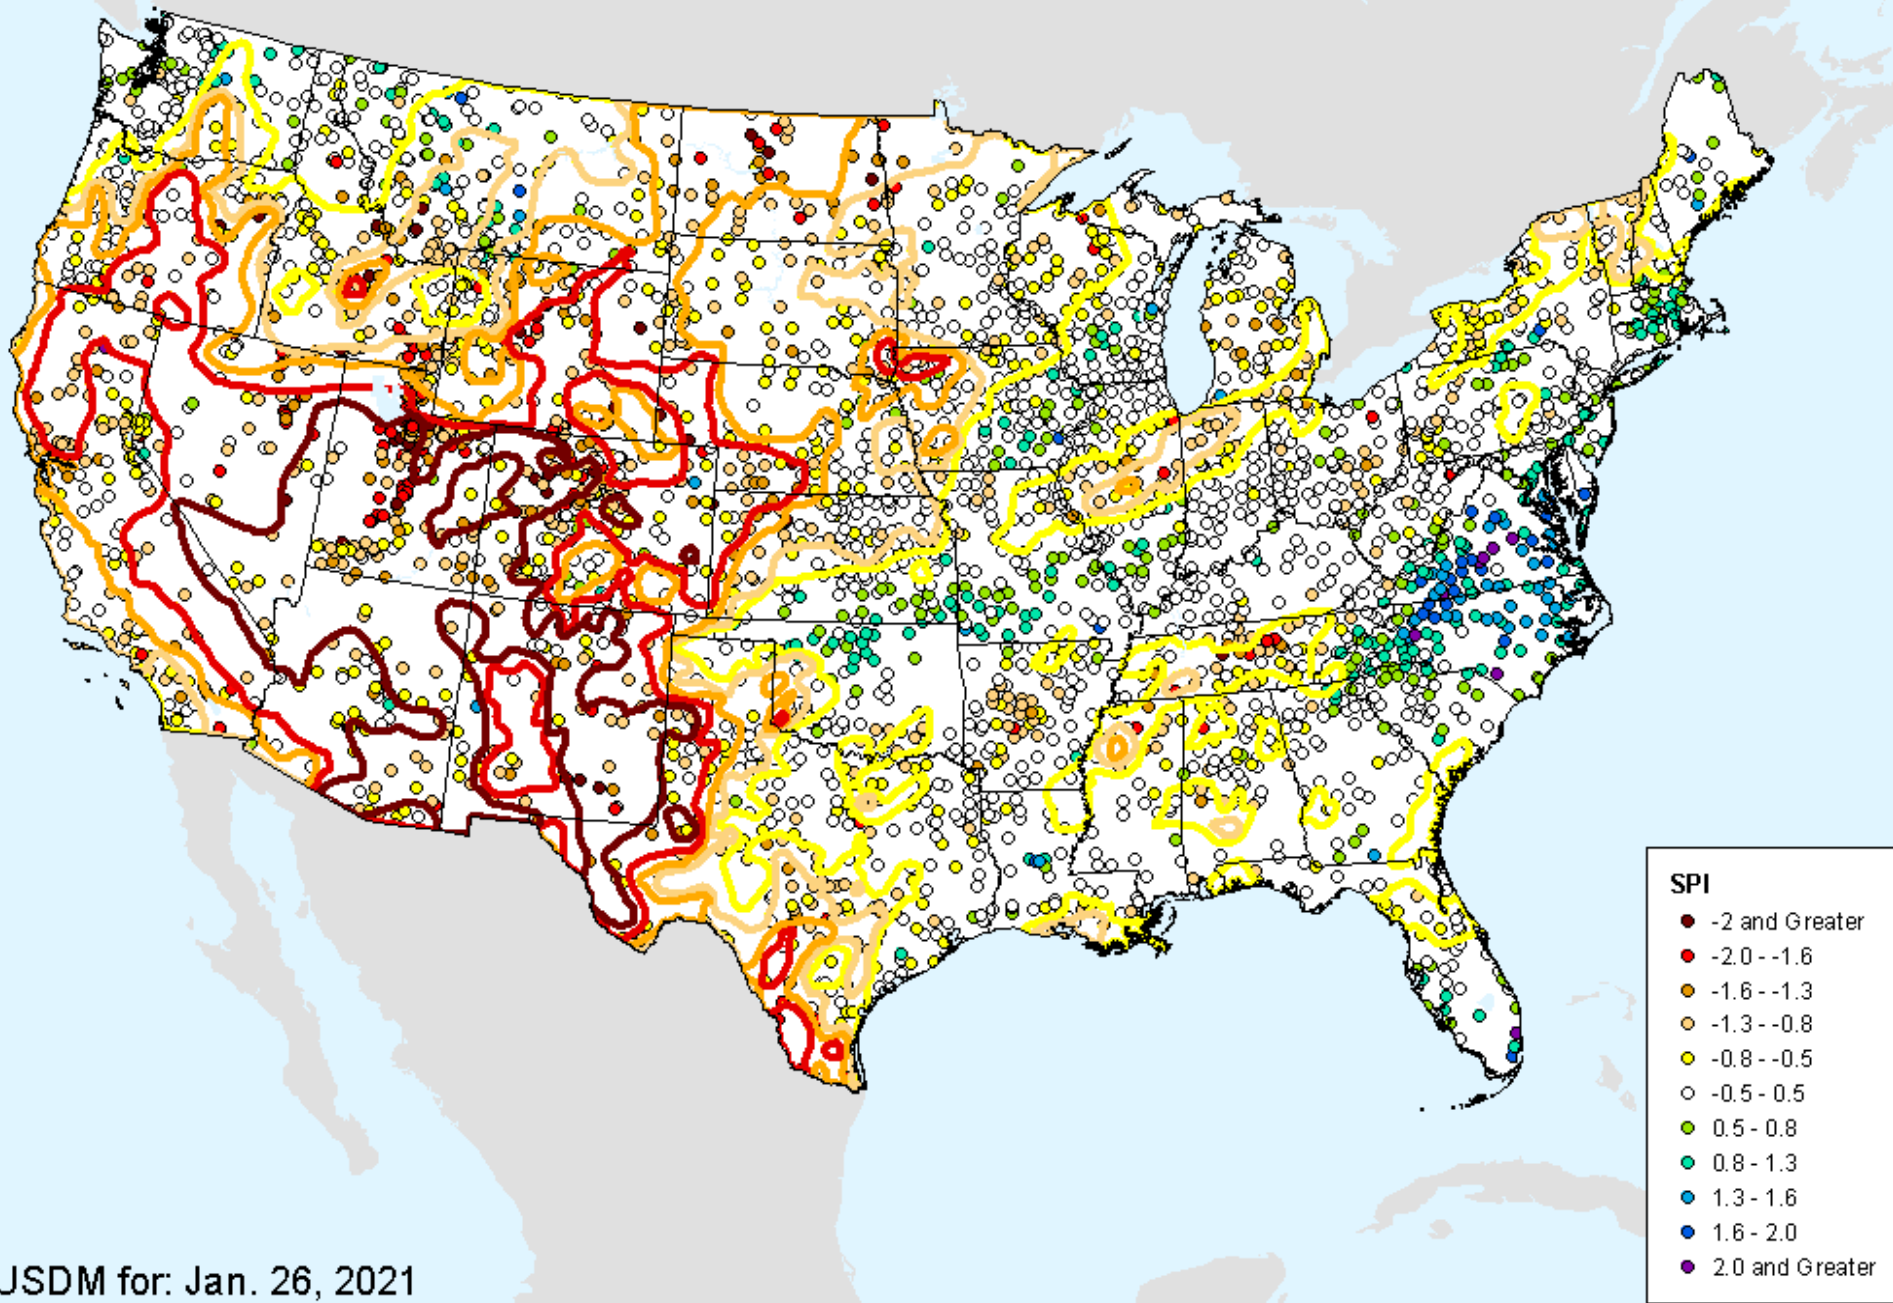 SPI
-2 and Greater
-2.0 - -1.6
-1.6 - -1.3
-1.3 - -0.8
-0.8 - -0.5
-0.5 - 0.5
0.5 - 0.8
0.8 - 1.3
1.3 - 1.6
1.6 - 2.0
2.0 and Greater
USDM for: Jan. 26, 2021